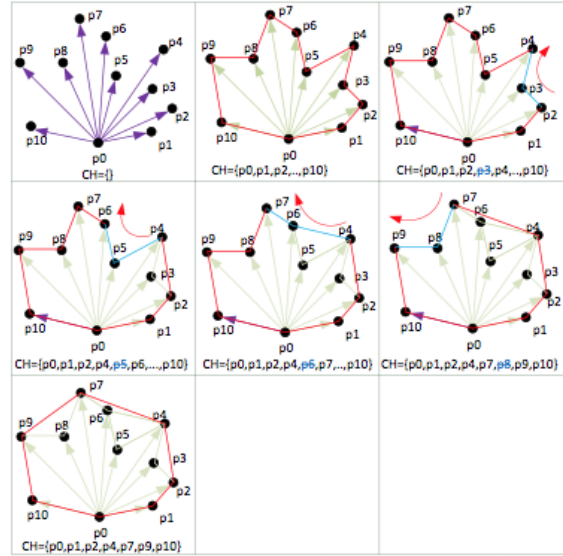 p7
p6
p4
p9
p8
p5
p3
p2
p10
p1
p0
CH={}
p7
p6
p4
p9
p8
p5
p3
p2
p10
p1
p0
CH={p0,p1,p2,..,p10}
p7
p6
p4
p9
p8
p5
p3
p2
p10
p1
p0
CH={p0,p1,p2,p3,p4,..,p10}
p7
p6
p4
p9
p8
p5
p3
p2
p10
p1
p0
CH={p0,p1,p2,p4,p5,p6,...,p10}
p7
p6
p4
p9
p8
p5
p3
p2
p10
p1
p0
CH={p0,p1,p2,p4,p6,p7,..,p10}
p7
p6
p4
p9
p8
p5
p3
p2
p10
p1
p0
CH={p0,p1,p2,p4,p7,p8,p9,p10}
p7
p6
p4
p9
p8
p5
p3
p2
p10
p1
p0
CH={p0,p1,p2,p4,p7,p9,p10}